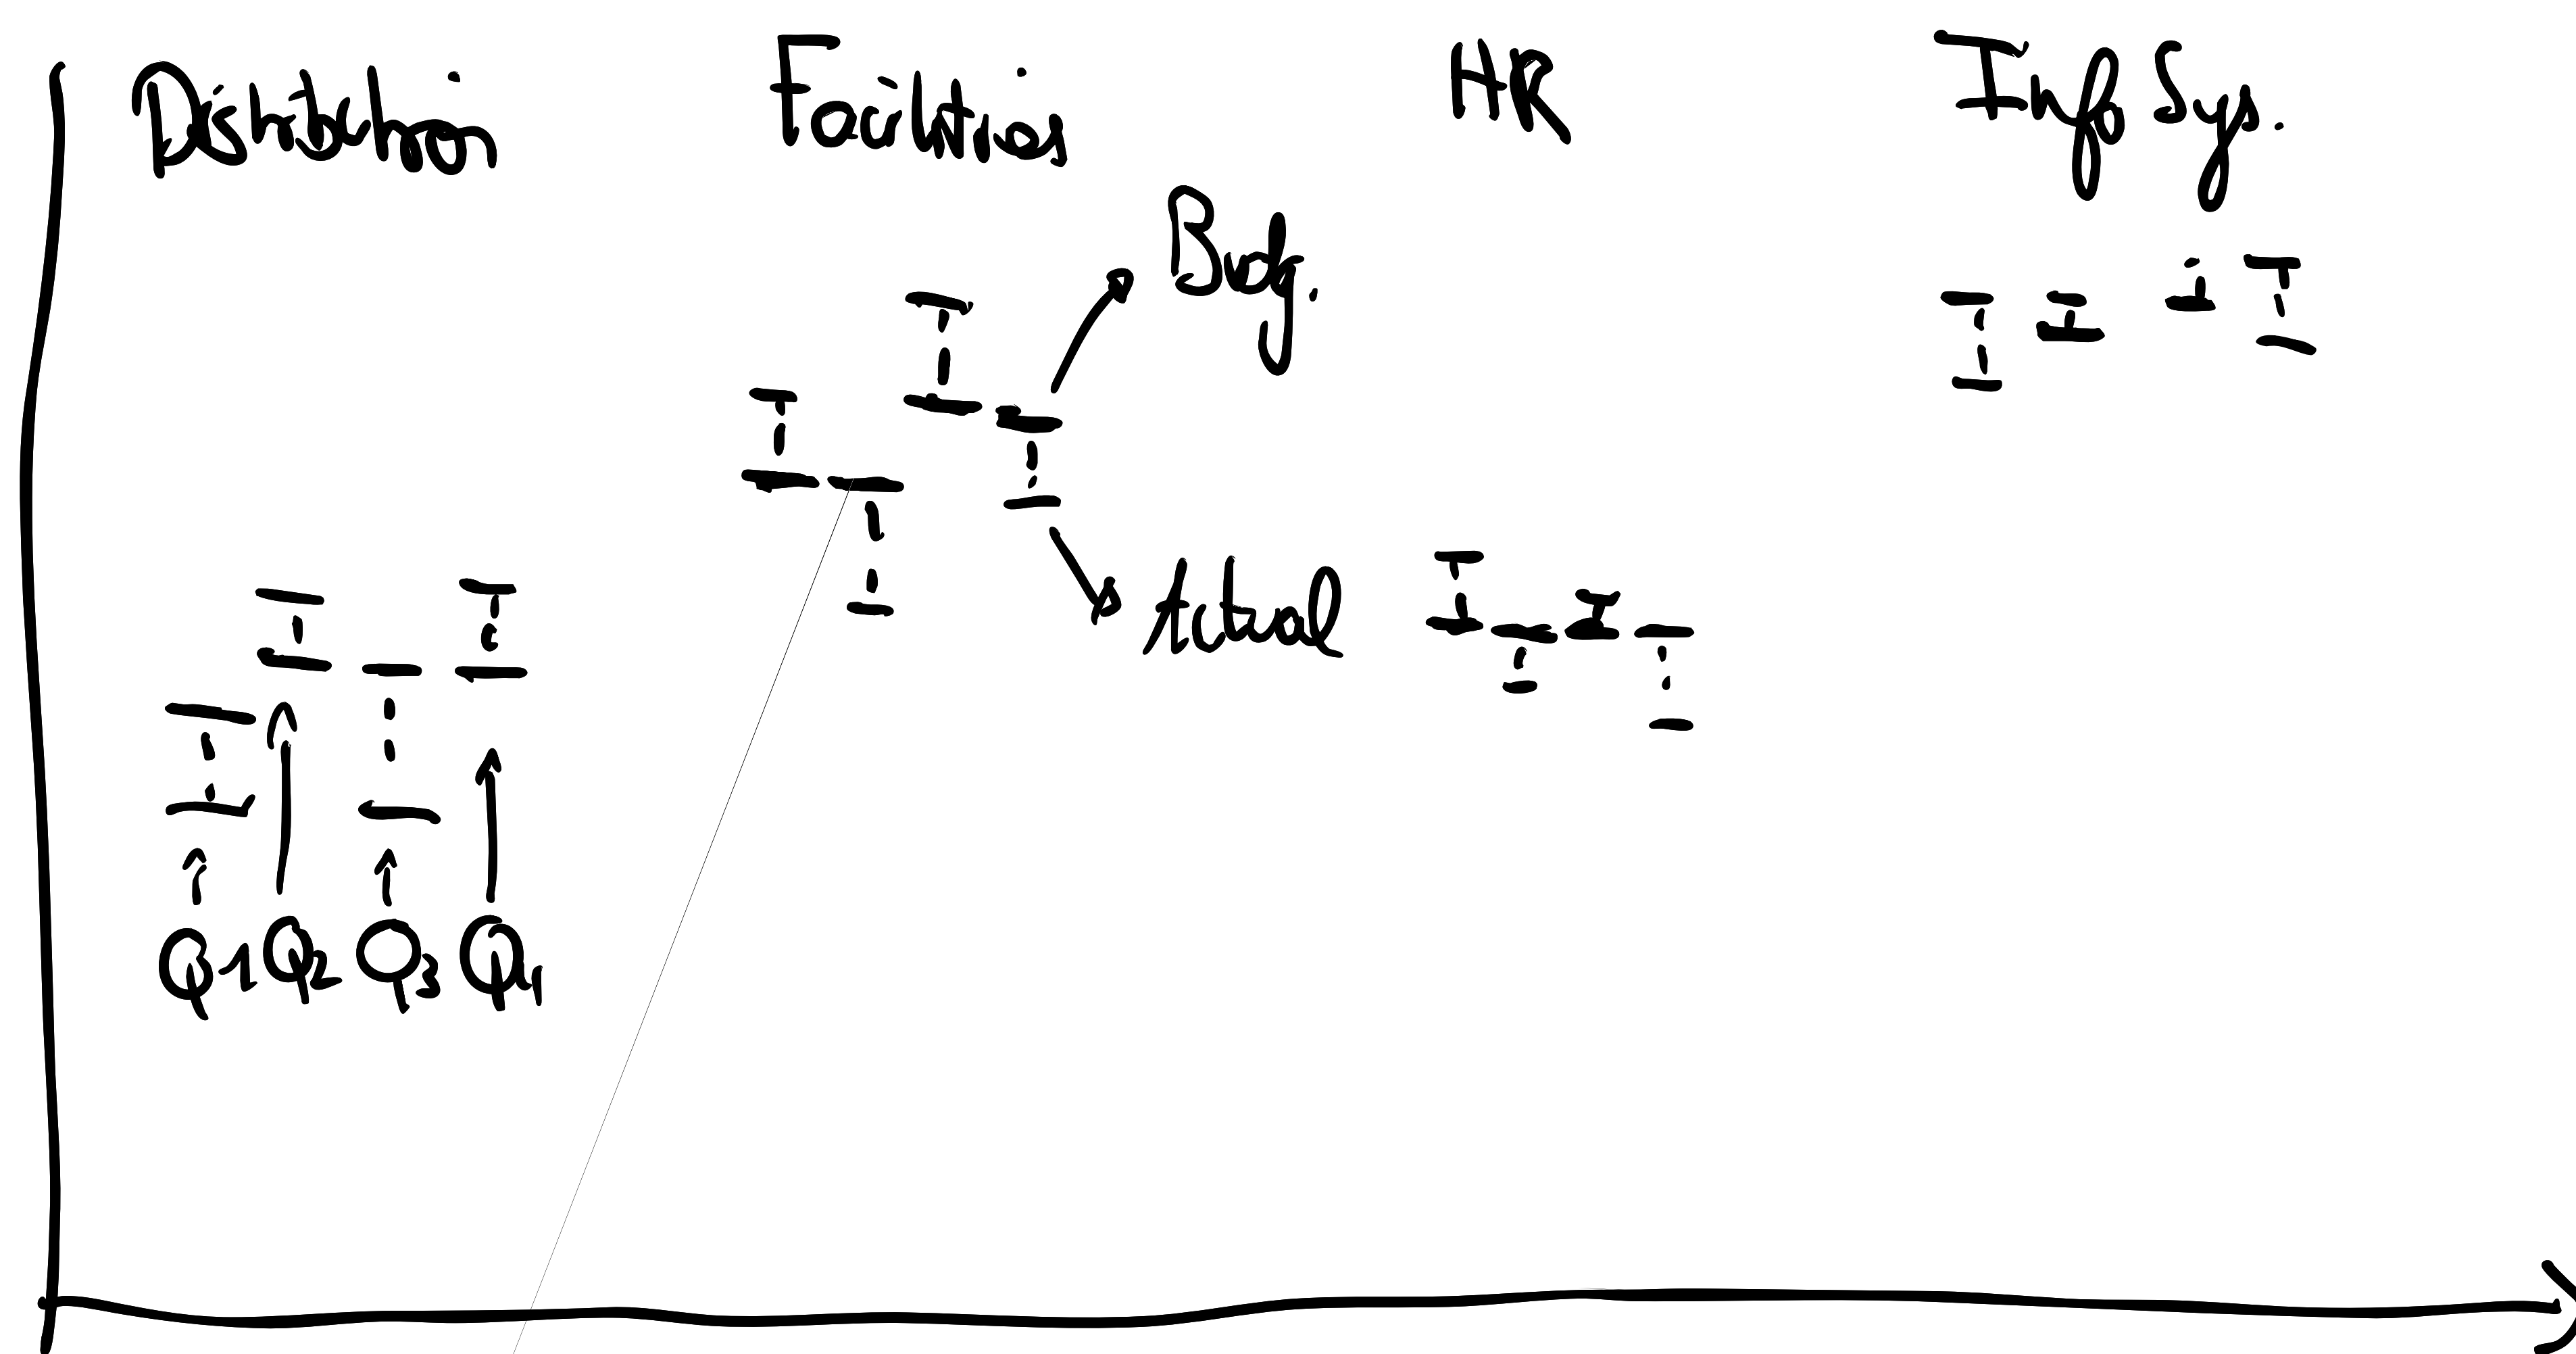 Distribution Facilities HR Info Sys.
Budg.
Actual
Q1 Q2 Q3 Q4